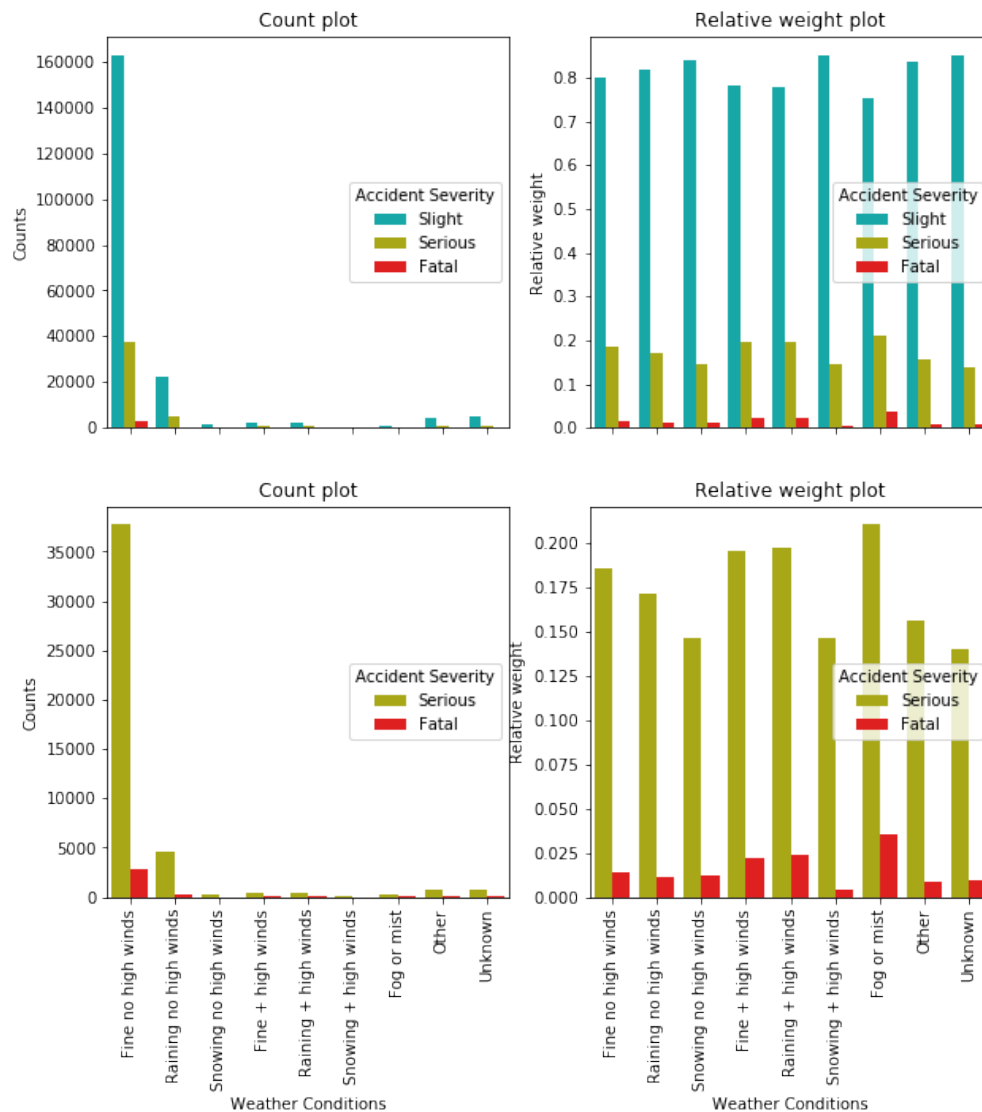 Count plot
160000
140000
120000
100000
80000
60000
40000
20000
0
Counts
Accident Severity
Slight
Serious
Fatal
Relative weight plot
0.8
0.7
0.6
0.5
0.4
0.3
0.2
0.1
0.0
Relative weight
Accident Severity
Slight
Serious
Fatal
Count plot
35000
30000
25000
20000
15000
10000
5000
0
Counts
Accident Severity
Serious
Fatal
Fine no high winds
Raining no high winds
Snowing no high winds
Fine + high winds
Raining + high winds
Snowing + high winds
Fog or mist
Other
Unknown
Weather Conditions
Relative weight plot
0.200
0.175
0.150
0.125
0.100
0.075
0.050
0.025
0.000
Relative weight
Accident Severity
Serious
Fatal
Fine no high winds
Raining no high winds
Snowing no high winds
Fine + high winds
Raining + high winds
Snowing + high winds
Fog or mist
Other
Unknown
Weather Conditions